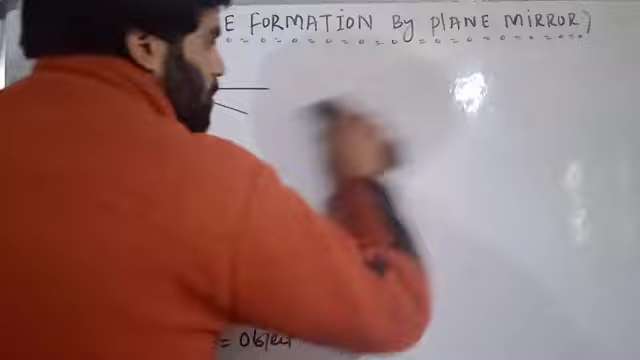 E FORMATION By PLANE MIRROR)
= Object